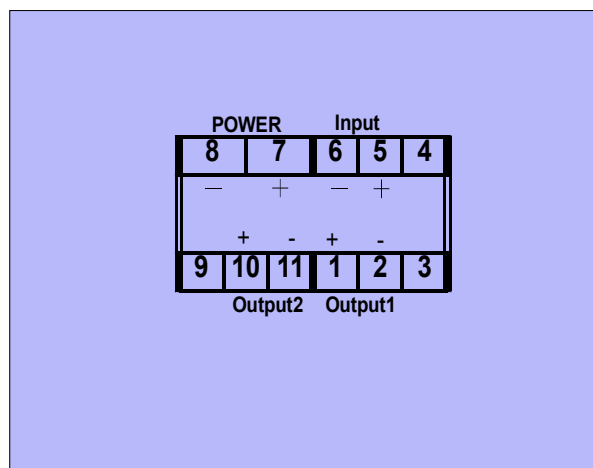 POWER Input
8 7 6 5 4
— + — +
+ - + -
9 10 11 1 2 3
Output2 Output1